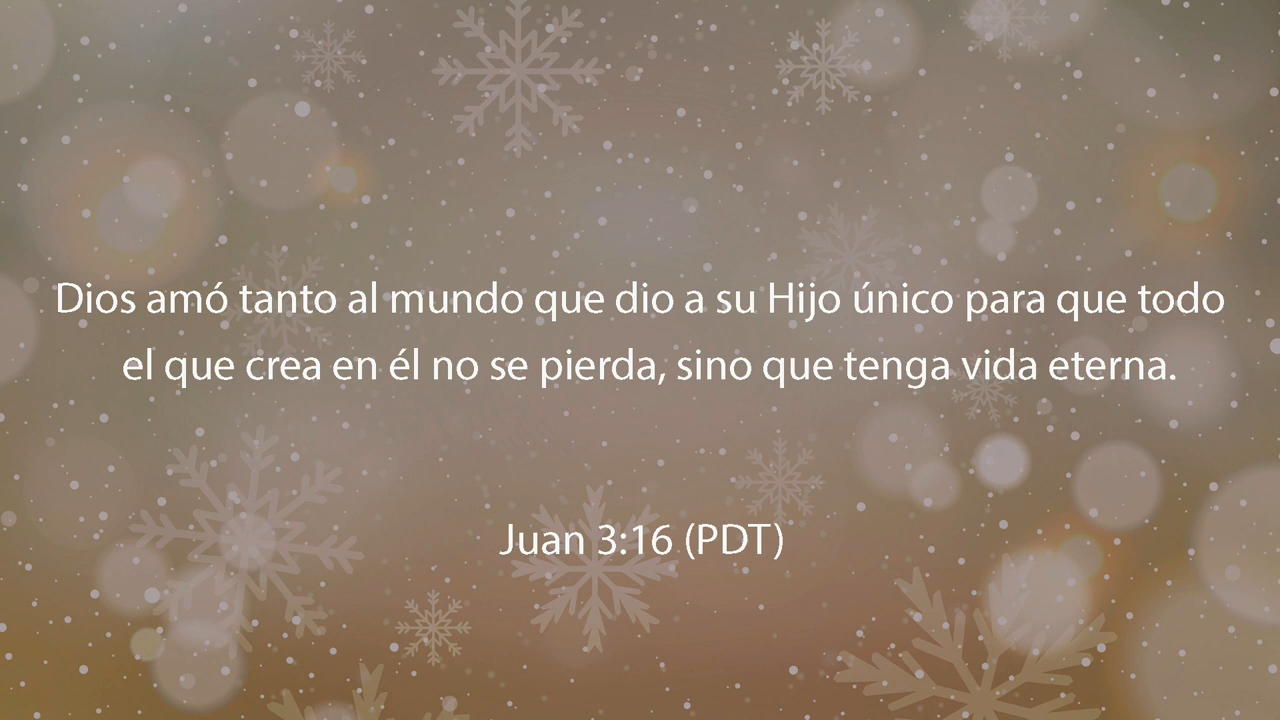 Dios amó tanto al mundo que dio a su Hijo único para que todo
el que crea en él no se pierda, sino que tenga vida eterna.
Juan 3:16 (PDT)